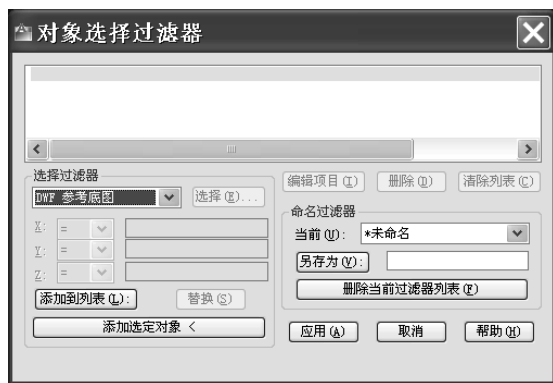 对象选择过滤器
选择过滤器
DWF 参考底图 选择(E)...
X: =
Y: =
Z: =
添加到列表(L): 替换(S)
添加选定对象 <
编辑项目(I) 删除(D) 清除列表(C)
命名过滤器
当前(U): *未命名
另存为(V):
删除当前过滤器列表(F)
应用(A) 取消 帮助(H)